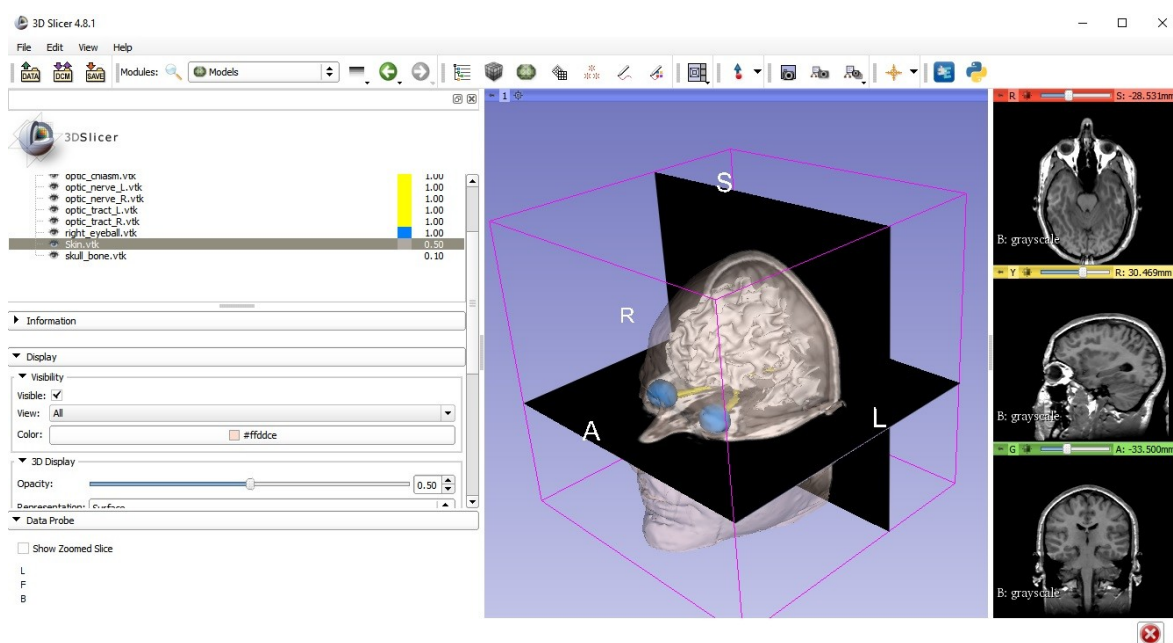 3D Slicer 4.8.1
File Edit View Help
DATA DCM SAVE Modules: Models
1
R S: -28.531mm
3DSlicer
optic_chiasm.vtk 1.00
optic_nerve_L.vtk 1.00
optic_nerve_R.vtk 1.00
optic_tract_L.vtk 1.00
optic_tract_R.vtk 1.00
right_eyeball.vtk 1.00
Skin.vtk 0.50
skull_bone.vtk 0.10
Information
Display
Visibility
Visible:
View: All
Color: #ffddce
3D Display
Opacity: 0.50
Representation: Surface
Data Probe
Show Zoomed Slice
L
F
B
S
R
A
L
B: grayscale
Y R: 30.469mm
B: grayscale
G A: -33.500mm
B: grayscale